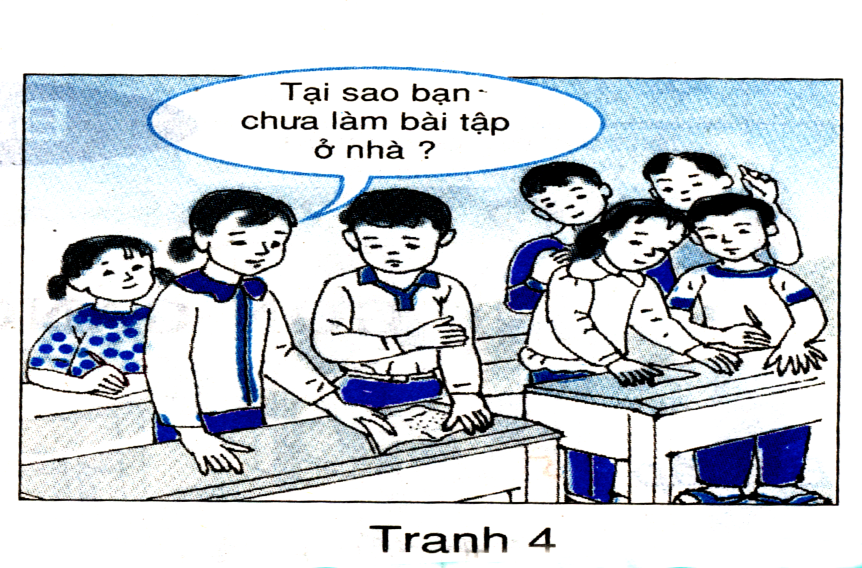 Tại sao bạn
chưa làm bài tập
ở nhà ?
Tranh 4